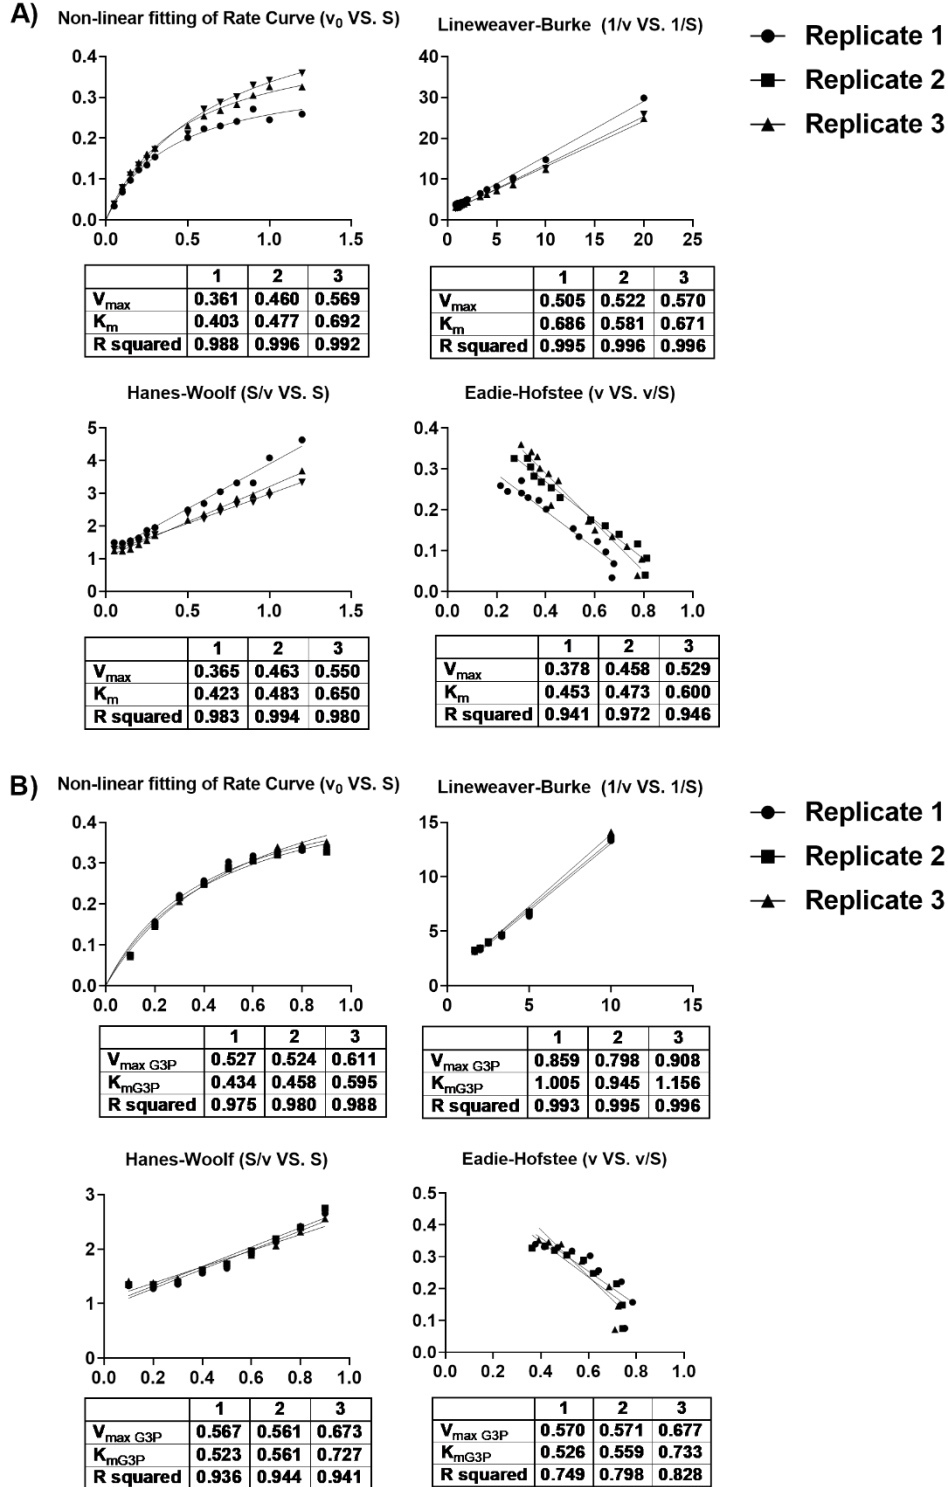 A)
Non-linear fitting of Rate Curve (v0 VS. S)
0.4
0.3
0.2
0.1
0.0
0.0 0.5 1.0 1.5
1 2 3
Vmax 0.361 0.460 0.569
Km 0.403 0.477 0.692
R squared 0.988 0.996 0.992
Lineweaver-Burke (1/v VS. 1/S)
40
30
20
10
0
0 5 10 15 20 25
1 2 3
Vmax 0.505 0.522 0.570
Km 0.686 0.581 0.671
R squared 0.995 0.996 0.996
Replicate 1
Replicate 2
Replicate 3
Hanes-Woolf (S/v VS. S)
5
4
3
2
1
0
0.0 0.5 1.0 1.5
1 2 3
Vmax 0.365 0.463 0.550
Km 0.423 0.483 0.650
R squared 0.983 0.994 0.980
Eadie-Hofstee (v VS. v/S)
0.4
0.3
0.2
0.1
0.0
0.0 0.2 0.4 0.6 0.8 1.0
1 2 3
Vmax 0.378 0.458 0.529
Km 0.453 0.473 0.600
R squared 0.941 0.972 0.946
B)
Non-linear fitting of Rate Curve (v0 VS. S)
0.4
0.3
0.2
0.1
0.0
0.0 0.2 0.4 0.6 0.8 1.0
1 2 3
Vmax G3P 0.527 0.524 0.611
KmG3P 0.434 0.458 0.595
R squared 0.975 0.980 0.988
Lineweaver-Burke (1/v VS. 1/S)
15
10
5
0
0 5 10 15
1 2 3
Vmax G3P 0.859 0.798 0.908
KmG3P 1.005 0.945 1.156
R squared 0.993 0.995 0.996
Replicate 1
Replicate 2
Replicate 3
Hanes-Woolf (S/v VS. S)
3
2
1
0
0.0 0.2 0.4 0.6 0.8 1.0
1 2 3
Vmax G3P 0.567 0.561 0.673
KmG3P 0.523 0.561 0.727
R squared 0.936 0.944 0.941
Eadie-Hofstee (v VS. v/S)
0.5
0.4
0.3
0.2
0.1
0.0
0.0 0.2 0.4 0.6 0.8 1.0
1 2 3
Vmax G3P 0.570 0.571 0.677
KmG3P 0.526 0.559 0.733
R squared 0.749 0.798 0.828